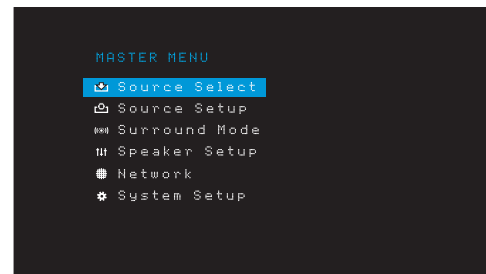 MASTER MENU
Source Select
Source Setup
Surround Mode
Speaker Setup
Network
System Setup